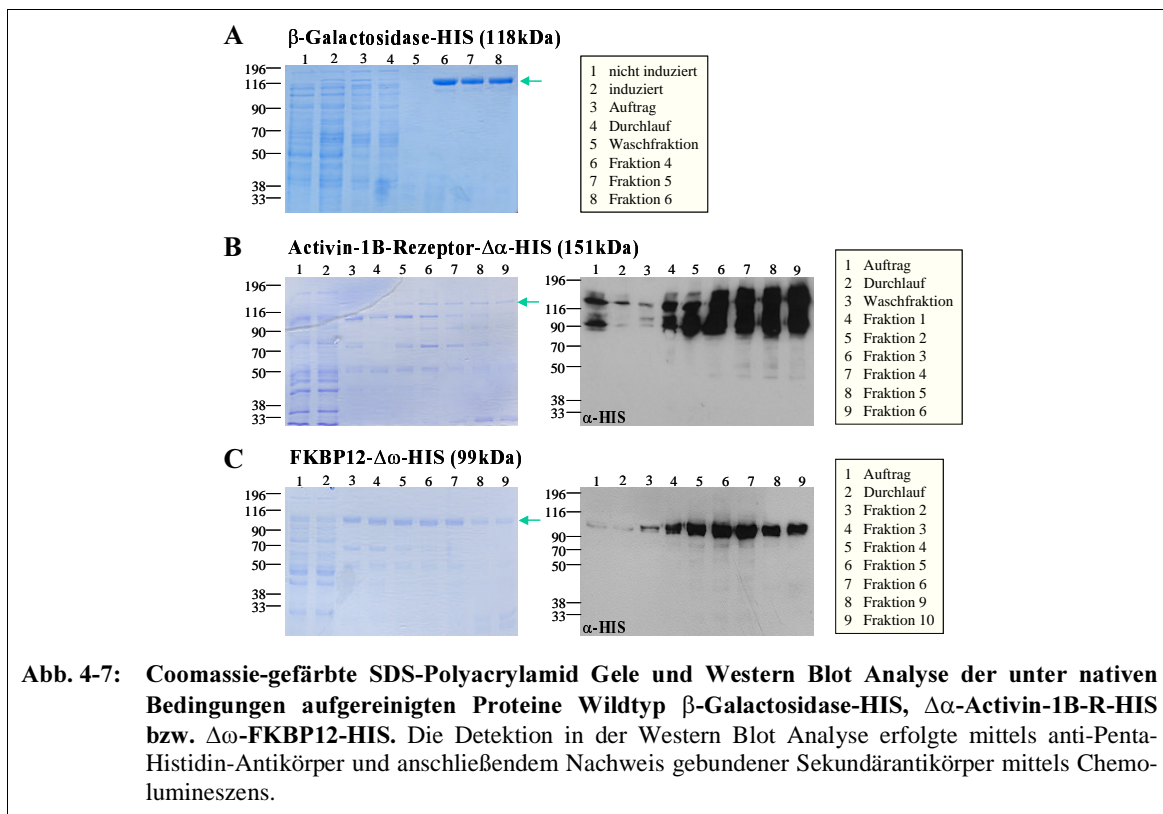 A β-Galactosidase-HIS (118kDa)
1 2 3 4 5 6 7 8
196
116
90
70
50
38
33
1 nicht induziert
2 induziert
3 Auftrag
4 Durchlauf
5 Waschfraktion
6 Fraktion 4
7 Fraktion 5
8 Fraktion 6
B Activin-1B-Rezeptor-Δα-HIS (151kDa)
1 2 3 4 5 6 7 8 9
196
116
90
70
50
38
33
1 2 3 4 5 6 7 8 9
196
116
90
70
50
38
33
α-HIS
1 Auftrag
2 Durchlauf
3 Waschfraktion
4 Fraktion 1
5 Fraktion 2
6 Fraktion 3
7 Fraktion 4
8 Fraktion 5
9 Fraktion 6
C FKBP12-Δω-HIS (99kDa)
1 2 3 4 5 6 7 8 9
196
116
90
70
50
38
33
1 2 3 4 5 6 7 8 9
196
116
90
70
50
38
33
α-HIS
1 Auftrag
2 Durchlauf
3 Fraktion 2
4 Fraktion 3
5 Fraktion 4
6 Fraktion 5
7 Fraktion 6
8 Fraktion 9
9 Fraktion 10
Abb. 4-7: Coomassie-gefärbte SDS-Polyacrylamid Gele und Western Blot Analyse der unter nativen
Bedingungen aufgereinigten Proteine Wildtyp β-Galactosidase-HIS, Δα-Activin-1B-R-HIS
bzw. Δω-FKBP12-HIS. Die Detektion in der Western Blot Analyse erfolgte mittels anti-Penta-
Histidin-Antikörper und anschließendem Nachweis gebundener Sekundärantikörper mittels Chemo-
lumineszens.